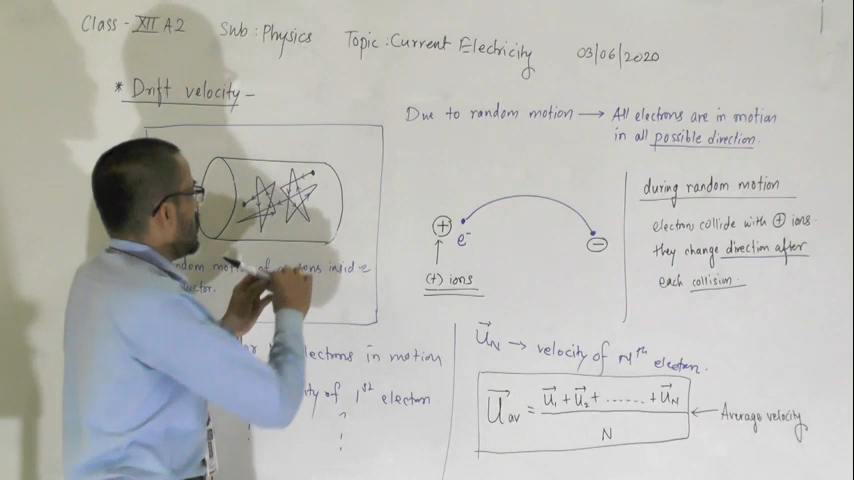 Class - XII A2 Sub : Physics Topic : Current Electricity 03/06/2020
* Drift velocity -
inside
Due to random motion → All electrons are in motion
in all possible direction.
+ e⁻ −
(+) ions
during random motion
electron collide with ⊕ ions.
they change direction after
each collision.
electrons in motion
of 1st electron
u⃗N → velocity of Nth electron.
u⃗av = u⃗1 + u⃗2 + ...... + u⃗N / N ← Average velocity